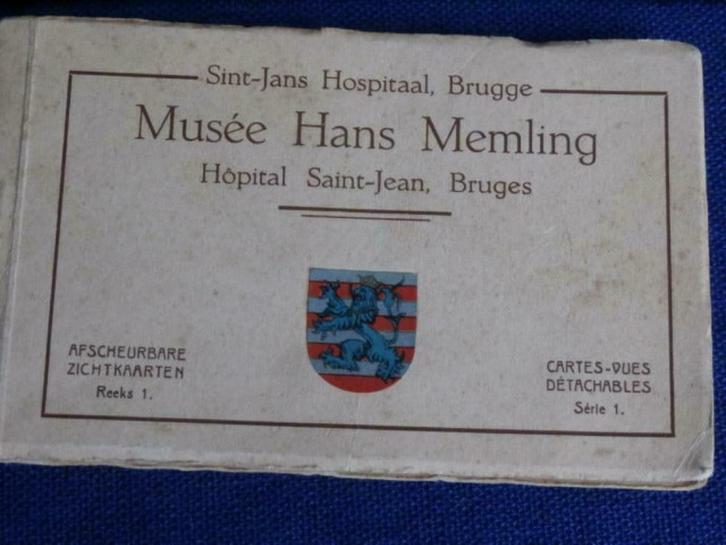 Sint-Jans Hospitaal, Brugge
Musée Hans Memling
Hôpital Saint-Jean, Bruges
AFSCHEURBARE
ZICHTKAARTEN
Reeks 1.
CARTES-VUES
DÉTACHABLES
Série 1.